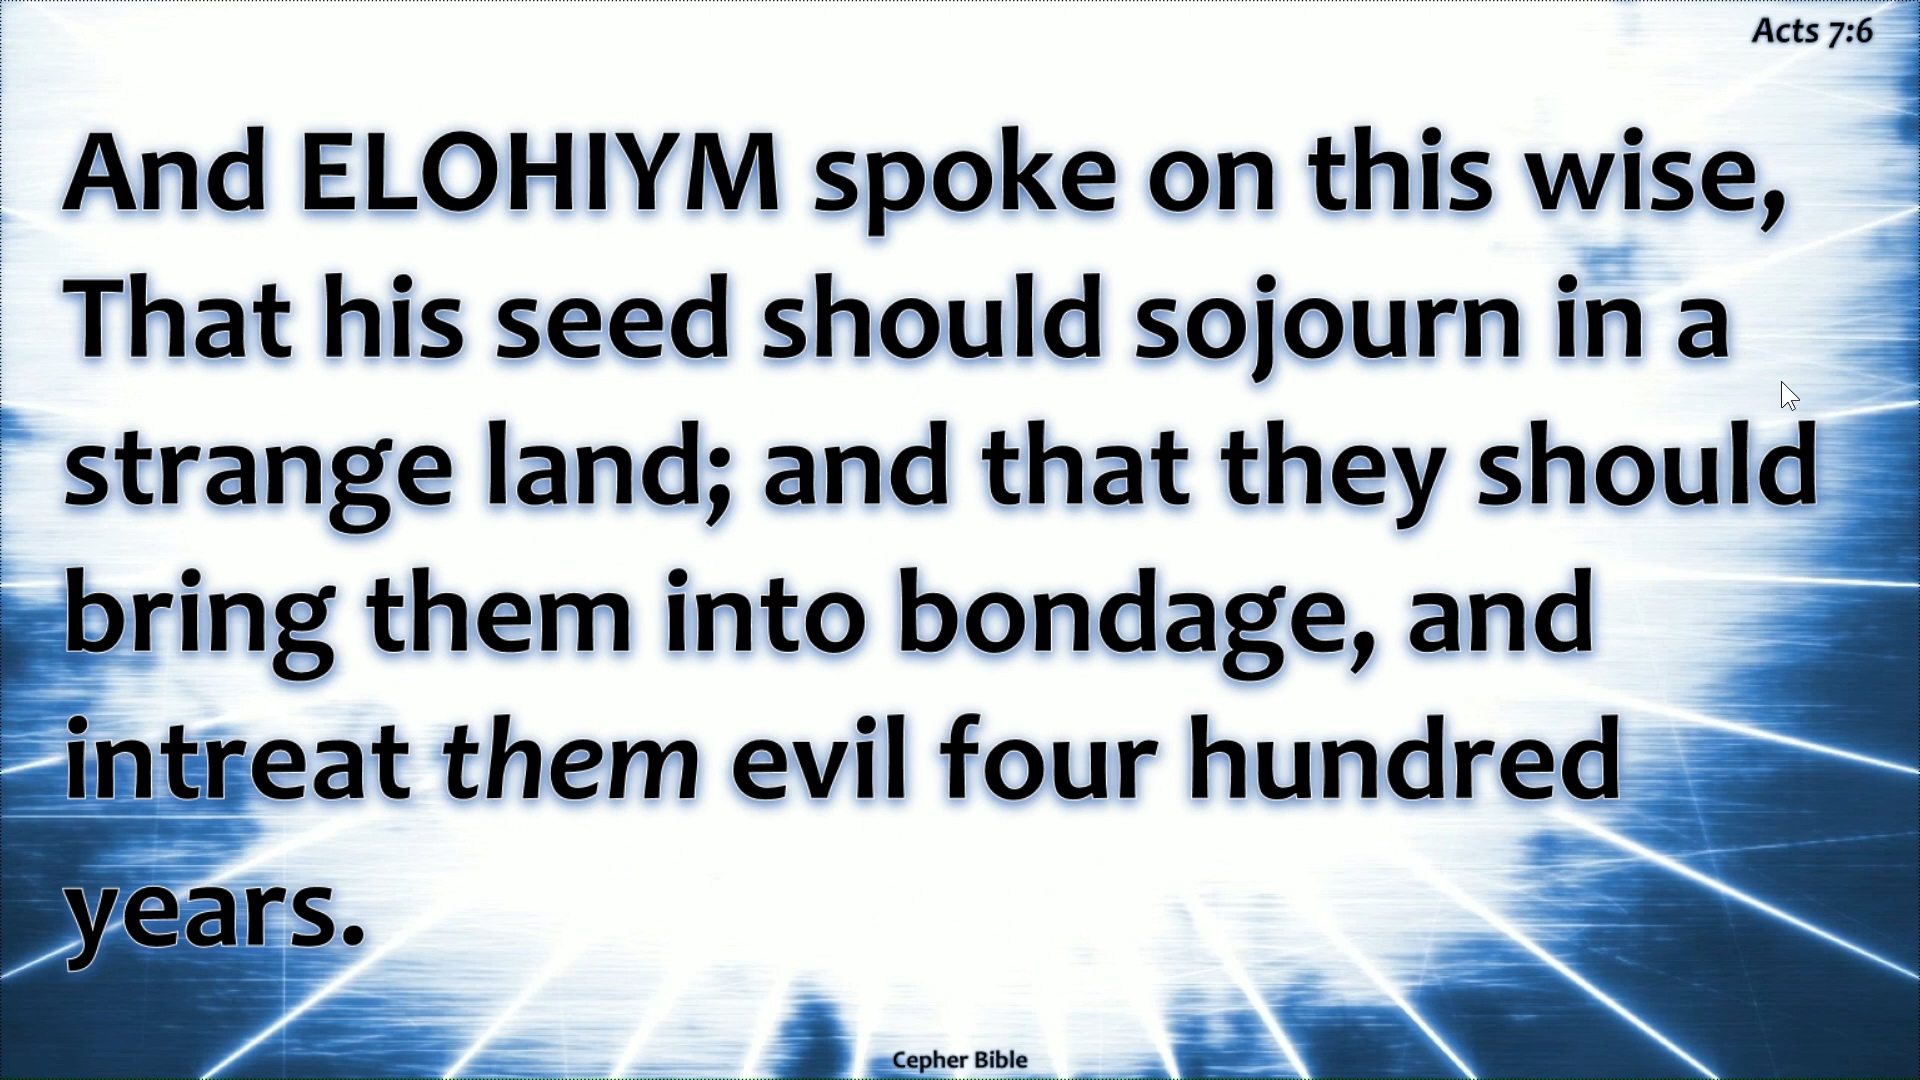 Acts 7:6
And ELOHIYM spoke on this wise,
That his seed should sojourn in a
strange land; and that they should
bring them into bondage, and
intreat them evil four hundred
years.
Cepher Bible